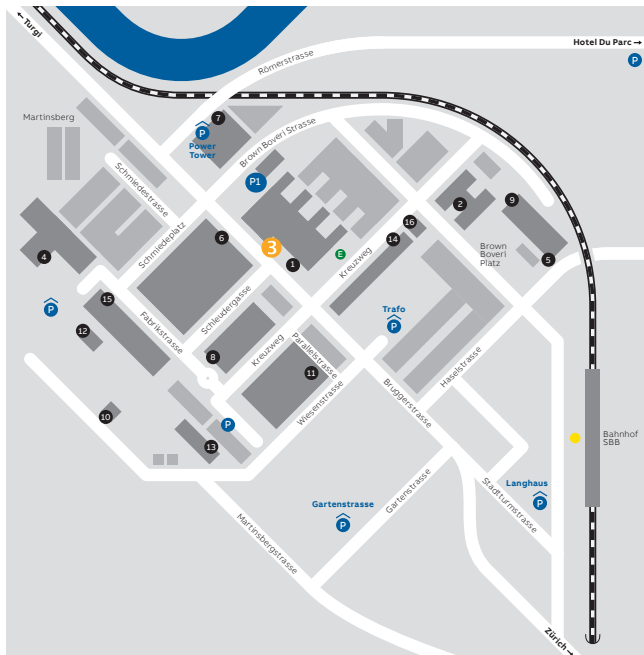 ← Turgi
Hotel Du Parc →
P
Römerstrasse
7
P
Power
Tower
Martinsberg
Brown Boveri Strasse
Schmiedestrasse
P1
Schmiedeplatz
2
9
16
14
6
3
1
E
Kreuzweg
4
5
Brown
Boveri
Platz
P
15
12
Fabrikstrasse
Schleudergasse
Trafo
P
8
Kreuzweg
Parallelstrasse
11
Wiesenstrasse
Bruggerstrasse
Haselstrasse
10
P
13
Bahnhof
SBB
Gartenstrasse
P
Gartenstrasse
Langhaus
P
Stadtturmstrasse
Martinsbergstrasse
Zürich →